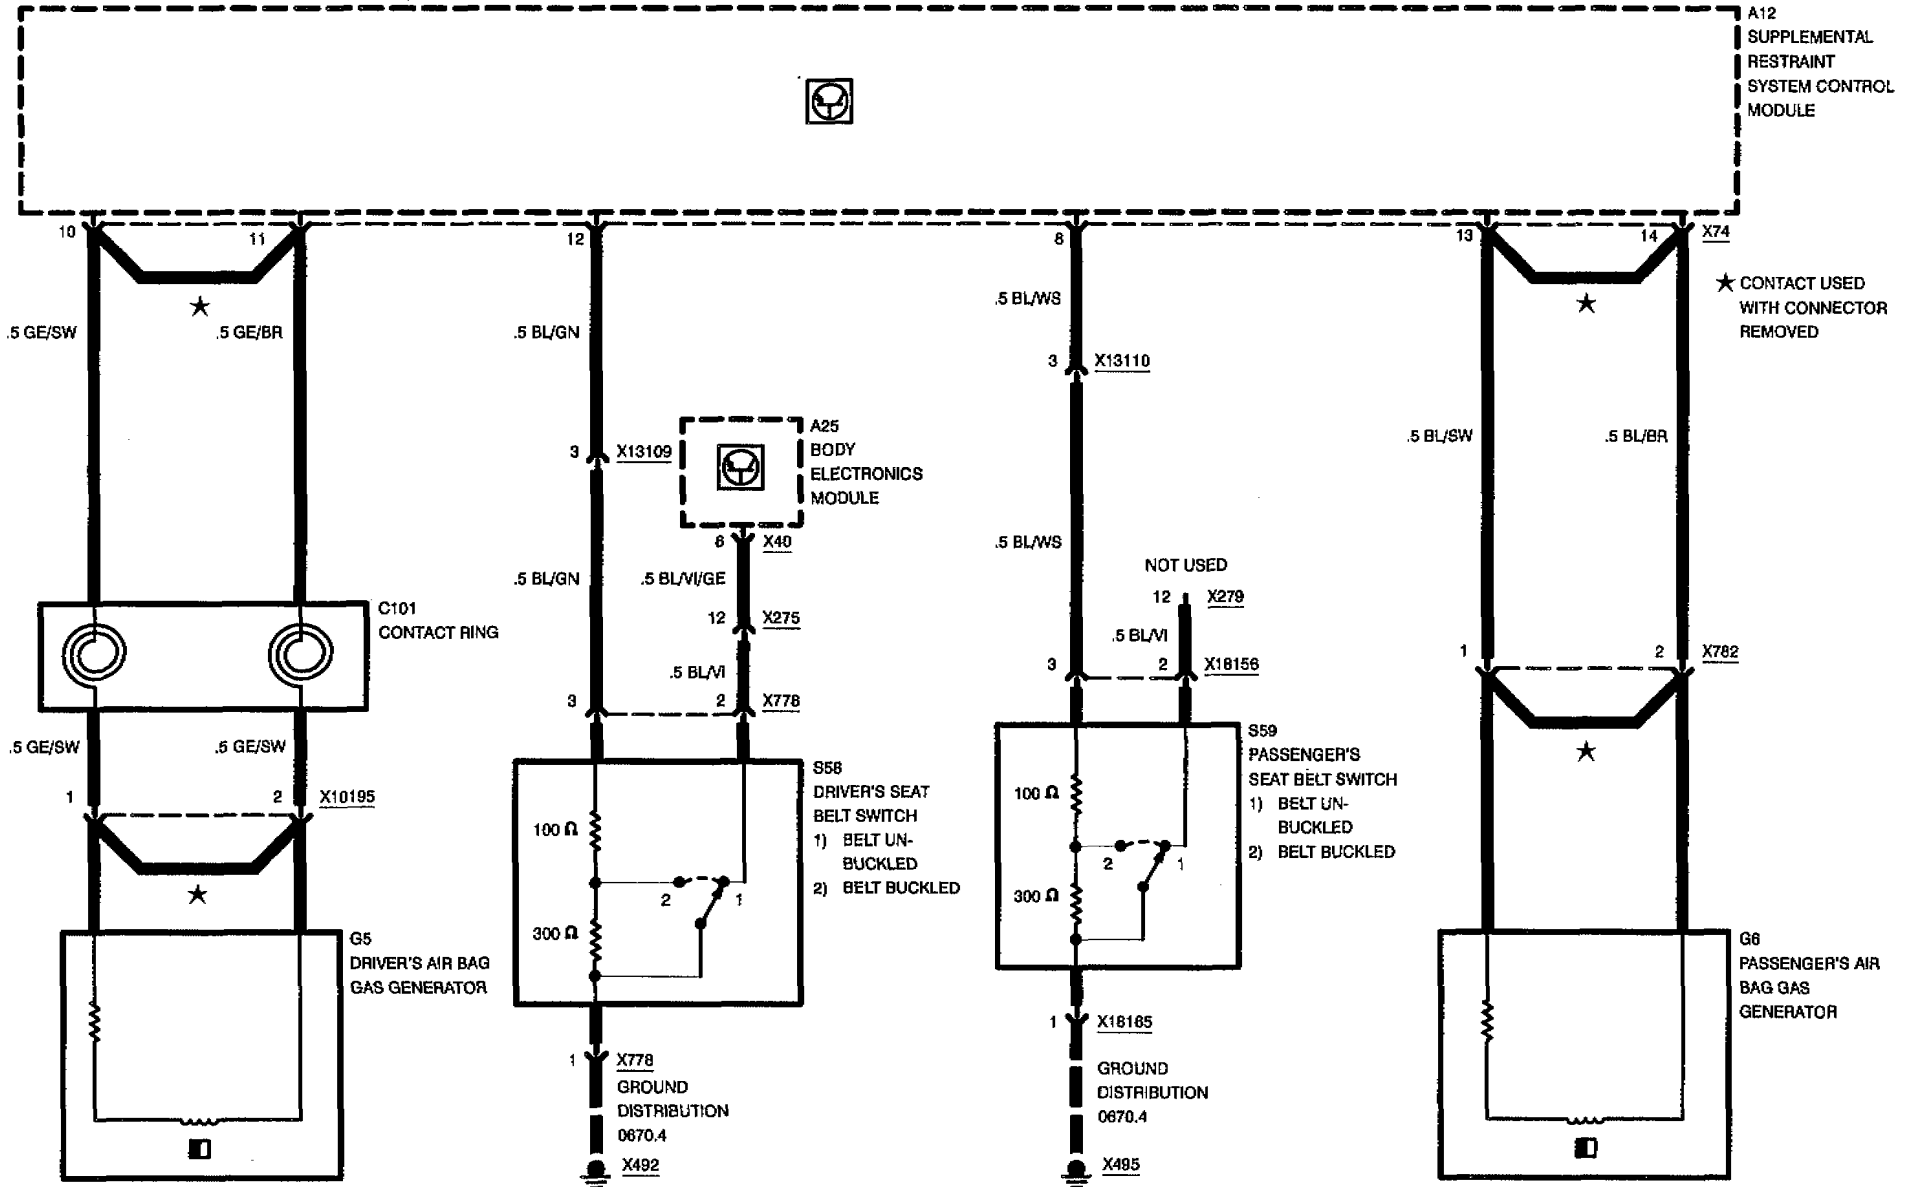 A12
SUPPLEMENTAL
RESTRAINT
SYSTEM CONTROL
MODULE
10
11
12
8
13
14
X74
★ CONTACT USED
WITH CONNECTOR
REMOVED
★
★
.5 GE/SW
.5 GE/BR
.5 BL/GN
.5 BL/WS
3
X13110
.5 BL/SW
.5 BL/BR
3
X13109
A25
BODY
ELECTRONICS
MODULE
6
X40
.5 BL/GN
.5 BL/VI/GE
.5 BL/WS
NOT USED
12
X279
12
X275
.5 BL/VI
.5 BL/VI
C101
CONTACT RING
3
2
X778
3
2
X18156
1
2
X782
★
.5 GE/SW
.5 GE/SW
1
2
X10195
★
S58
DRIVER'S SEAT
BELT SWITCH
1) BELT UN-
BUCKLED
2) BELT BUCKLED
100 Ω
2
1
300 Ω
S59
PASSENGER'S
SEAT BELT SWITCH
1) BELT UN-
BUCKLED
2) BELT BUCKLED
100 Ω
2
1
300 Ω
G5
DRIVER'S AIR BAG
GAS GENERATOR
G6
PASSENGER'S AIR
BAG GAS
GENERATOR
1
X778
GROUND
DISTRIBUTION
0670.4
X492
1
X18165
GROUND
DISTRIBUTION
0670.4
X495